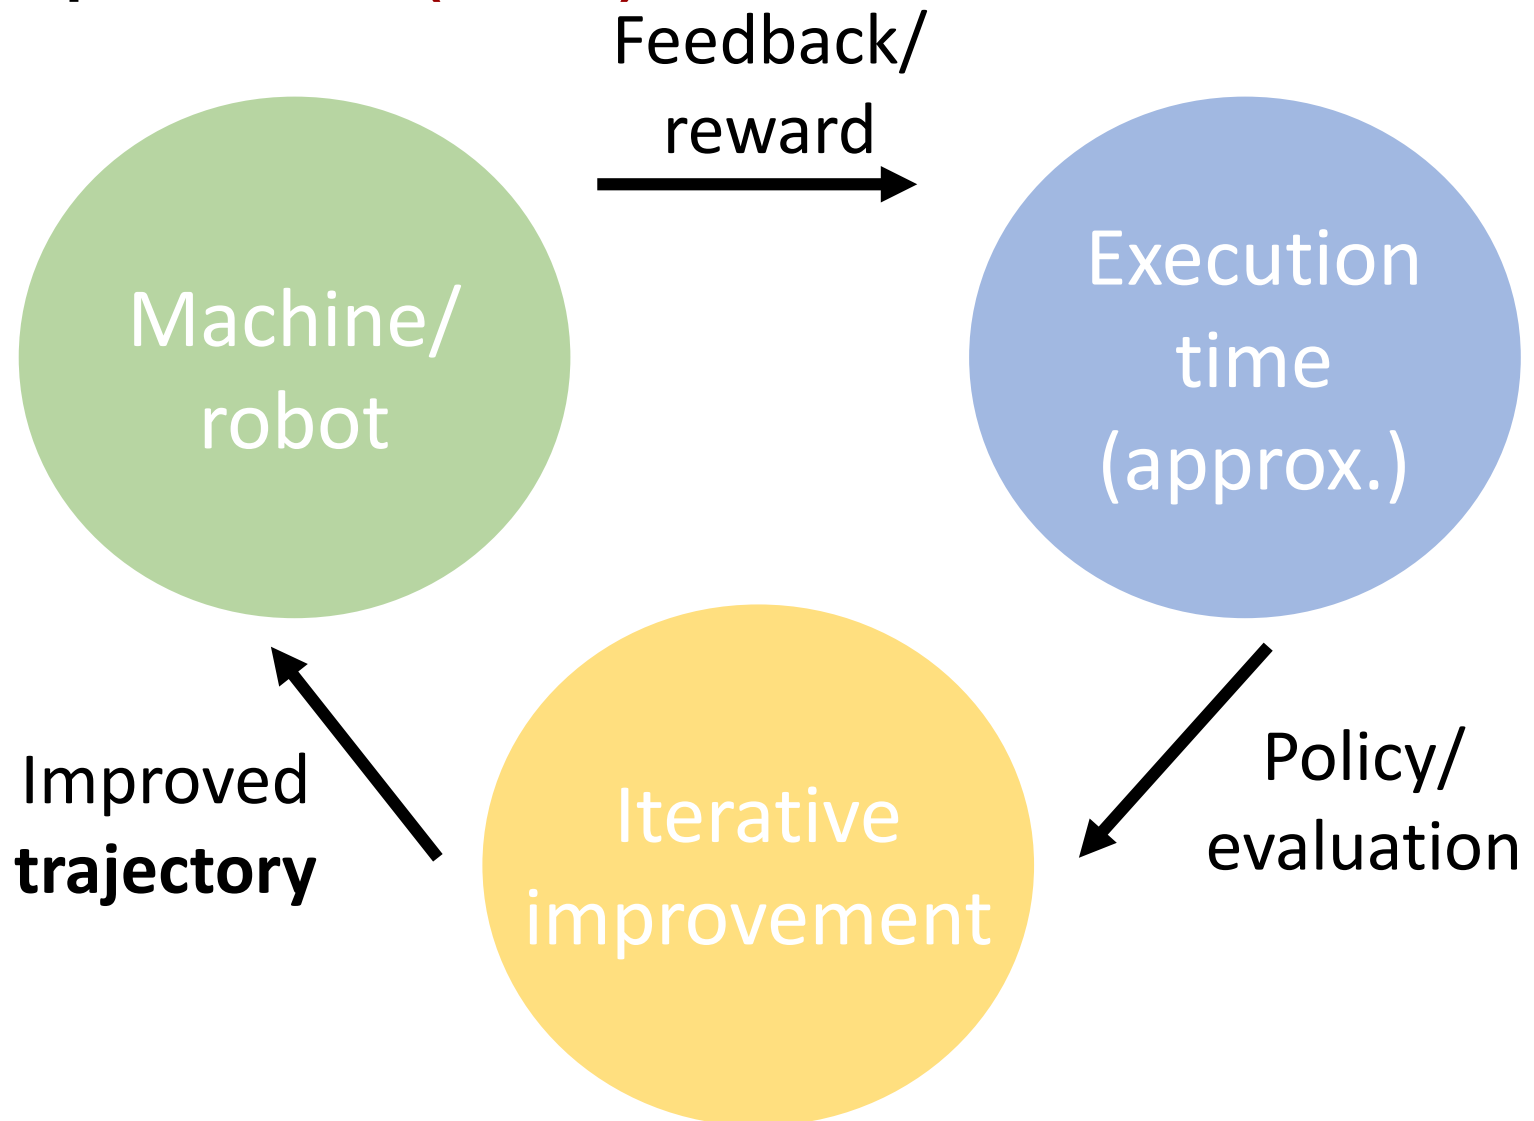 Feedback/
reward
Machine/
robot
Execution
time
(approx.)
Improved
trajectory
Iterative
improvement
Policy/
evaluation